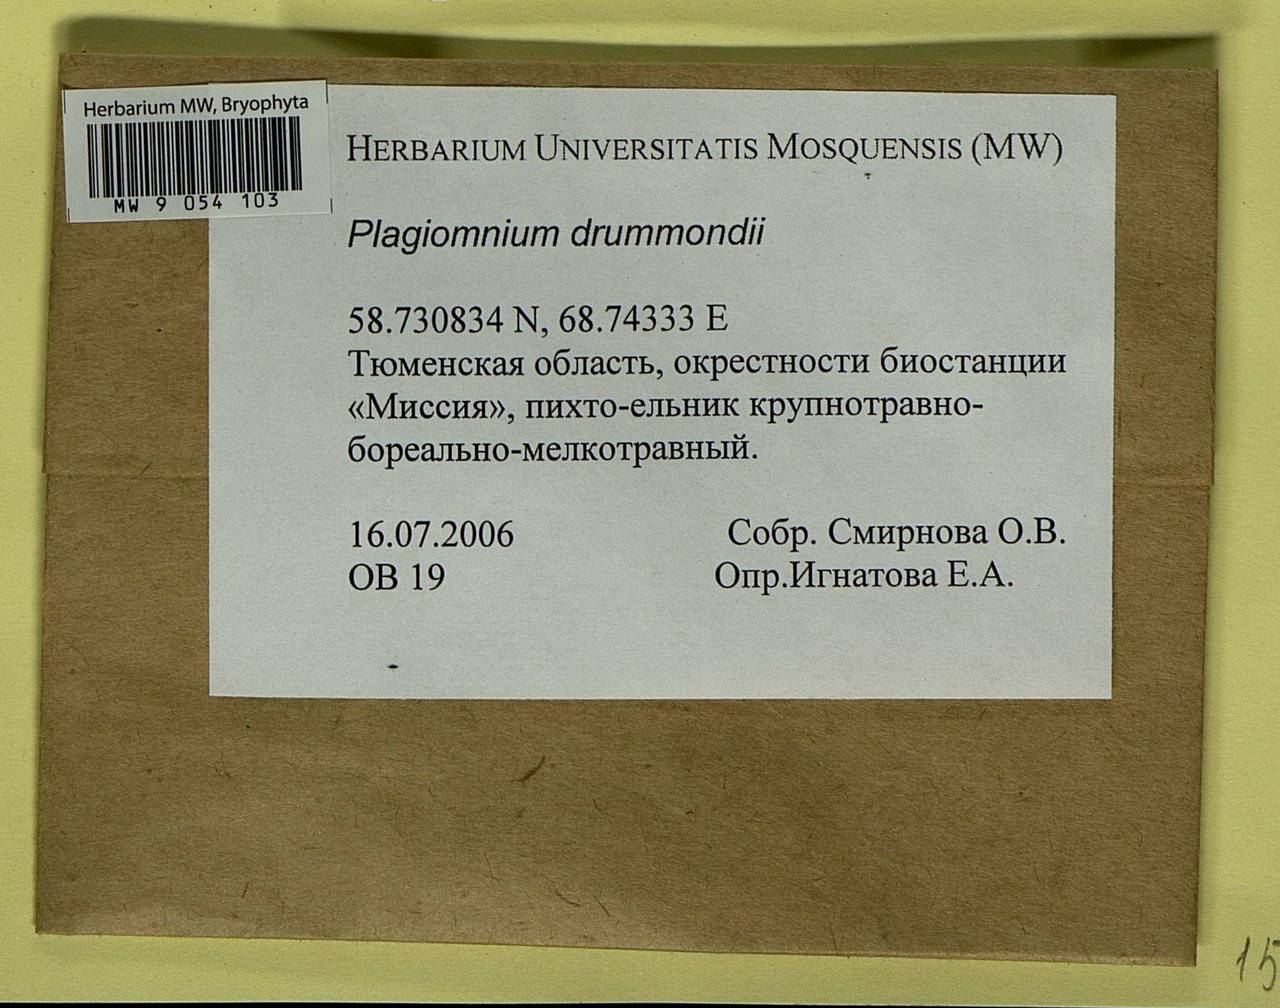 Herbarium MW, Bryophyta
MW 9 054 103
HERBARIUM UNIVERSITATIS MOSQUENSIS (MW)
Plagiomnium drummondii
58.730834 N, 68.74333 E
Тюменская область, окрестности биостанции
«Миссия», пихто-ельник крупнотравно-
бореально-мелкотравный.
16.07.2006 Собр. Смирнова О.В.
ОВ 19 Опр.Игнатова Е.А.
15